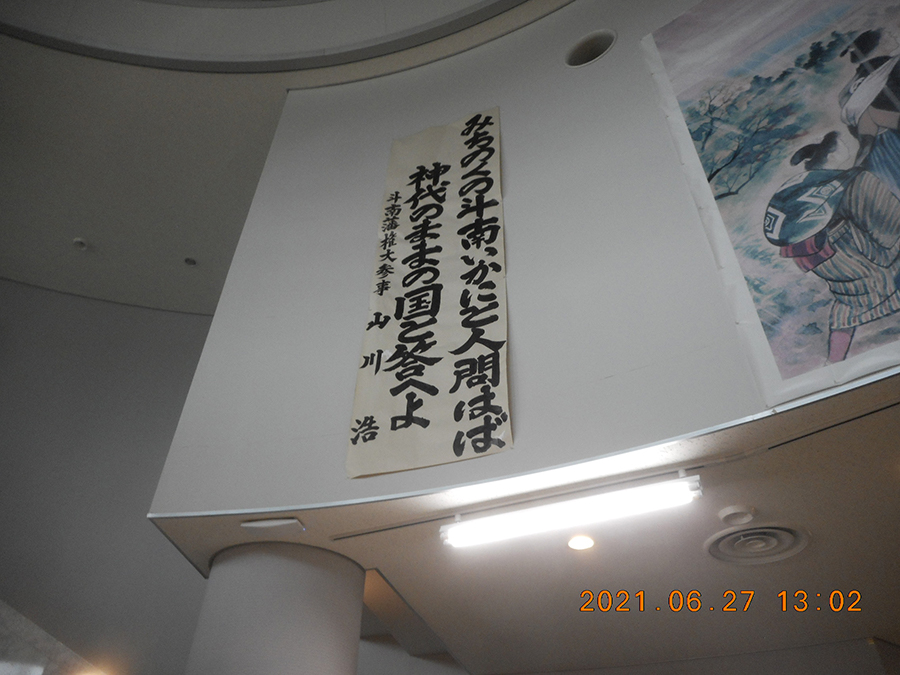 みちのくの斗南いかにと人問はば
神代のままの国と答へよ
斗南藩権大参事 山川 浩
2021.06.27 13:02